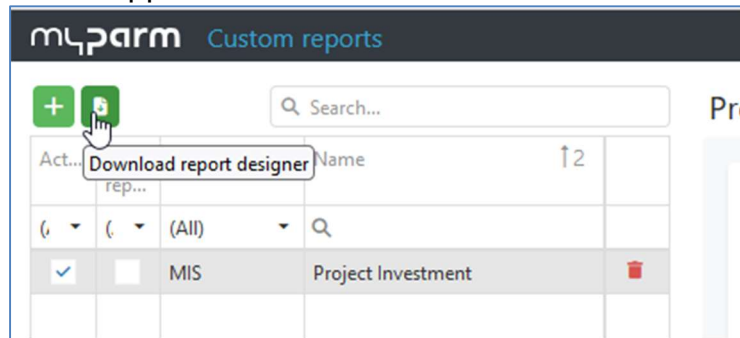 myparm Custom reports
+ Search... Pr
Download report designer
Act... Name 2
rep...
(All)
MIS Project Investment